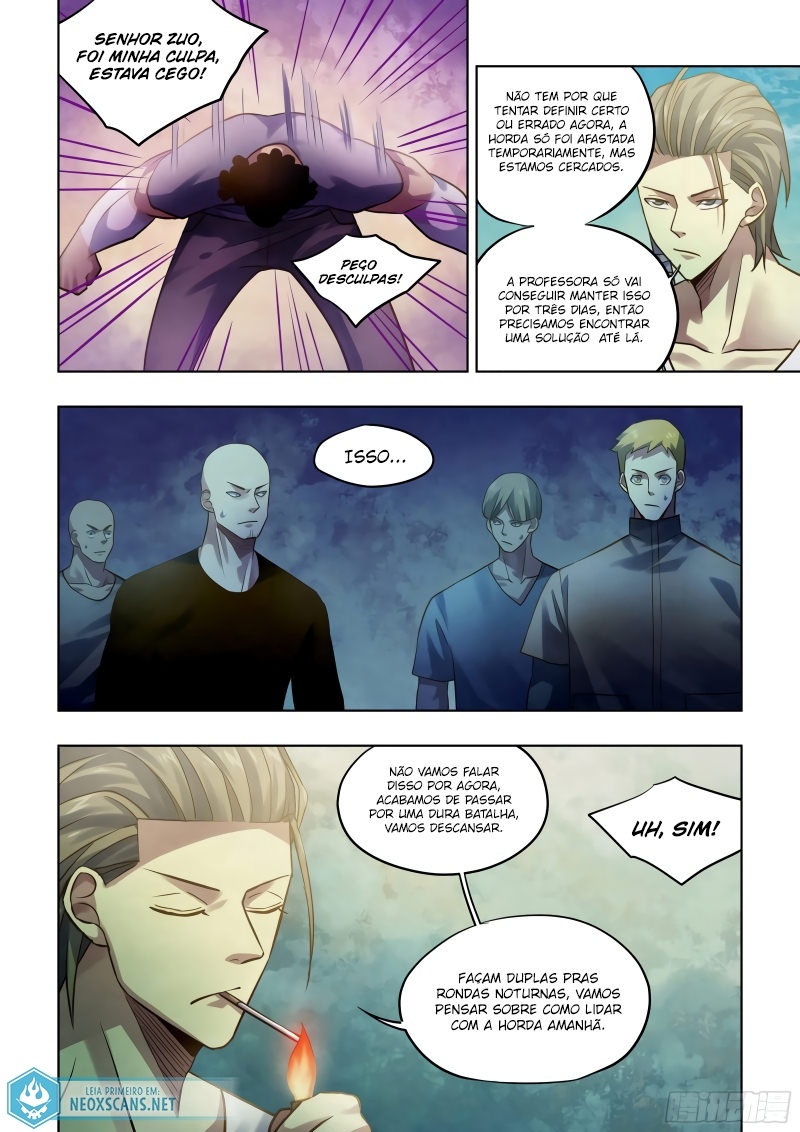 SENHOR ZUO,
FOI MINHA CULPA,
ESTAVA CEGO!
PEÇO
DESCULPAS!
NÃO TEM POR QUE
TENTAR DEFINIR CERTO
OU ERRADO AGORA, A
HORDA SÓ FOI AFASTADA
TEMPORARIAMENTE, MAS
ESTAMOS CERCADOS.
A PROFESSORA SÓ VAI
CONSEGUIR MANTER ISSO
POR TRÊS DIAS, ENTÃO
PRECISAMOS ENCONTRAR
UMA SOLUÇÃO ATÉ LÁ.
ISSO...
NÃO VAMOS FALAR
DISSO POR AGORA,
ACABAMOS DE PASSAR
POR UMA DURA BATALHA,
VAMOS DESCANSAR.
UH, SIM!
FAÇAM DUPLAS PRAS
RONDAS NOTURNAS, VAMOS
PENSAR SOBRE COMO LIDAR
COM A HORDA AMANHÃ.
LEIA PRIMEIRO EM:
NEOXSCANS.NET
腾讯动漫